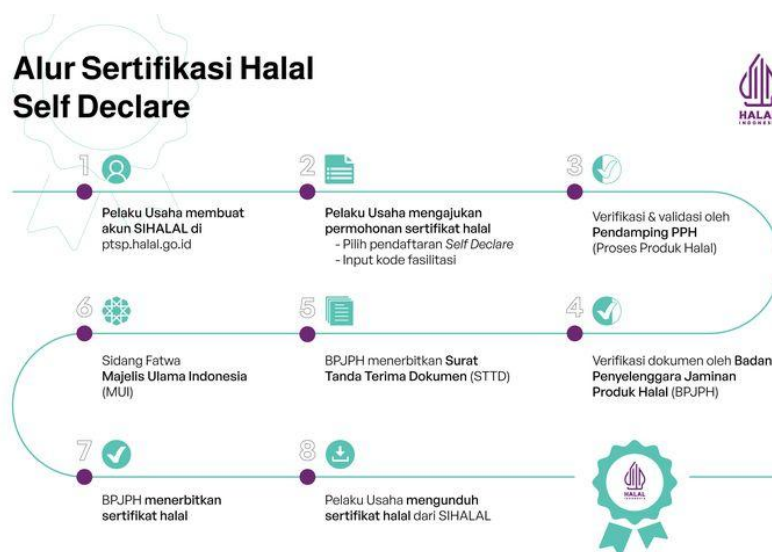 Alur Sertifikasi Halal
Self Declare
HALAL
INDONESIA
1
Pelaku Usaha membuat
akun SIHALAL di
ptsp.halal.go.id
2
Pelaku Usaha mengajukan
permohonan sertifikat halal
- Pilih pendaftaran Self Declare
- Input kode fasilitasi
3
Verifikasi & validasi oleh
Pendamping PPH
(Proses Produk Halal)
4
Verifikasi dokumen oleh Badan
Penyelenggara Jaminan
Produk Halal (BPJPH)
5
BPJPH menerbitkan Surat
Tanda Terima Dokumen (STTD)
6
Sidang Fatwa
Majelis Ulama Indonesia
(MUI)
7
BPJPH menerbitkan
sertifikat halal
8
Pelaku Usaha mengunduh
sertifikat halal dari SIHALAL
HALAL
INDONESIA